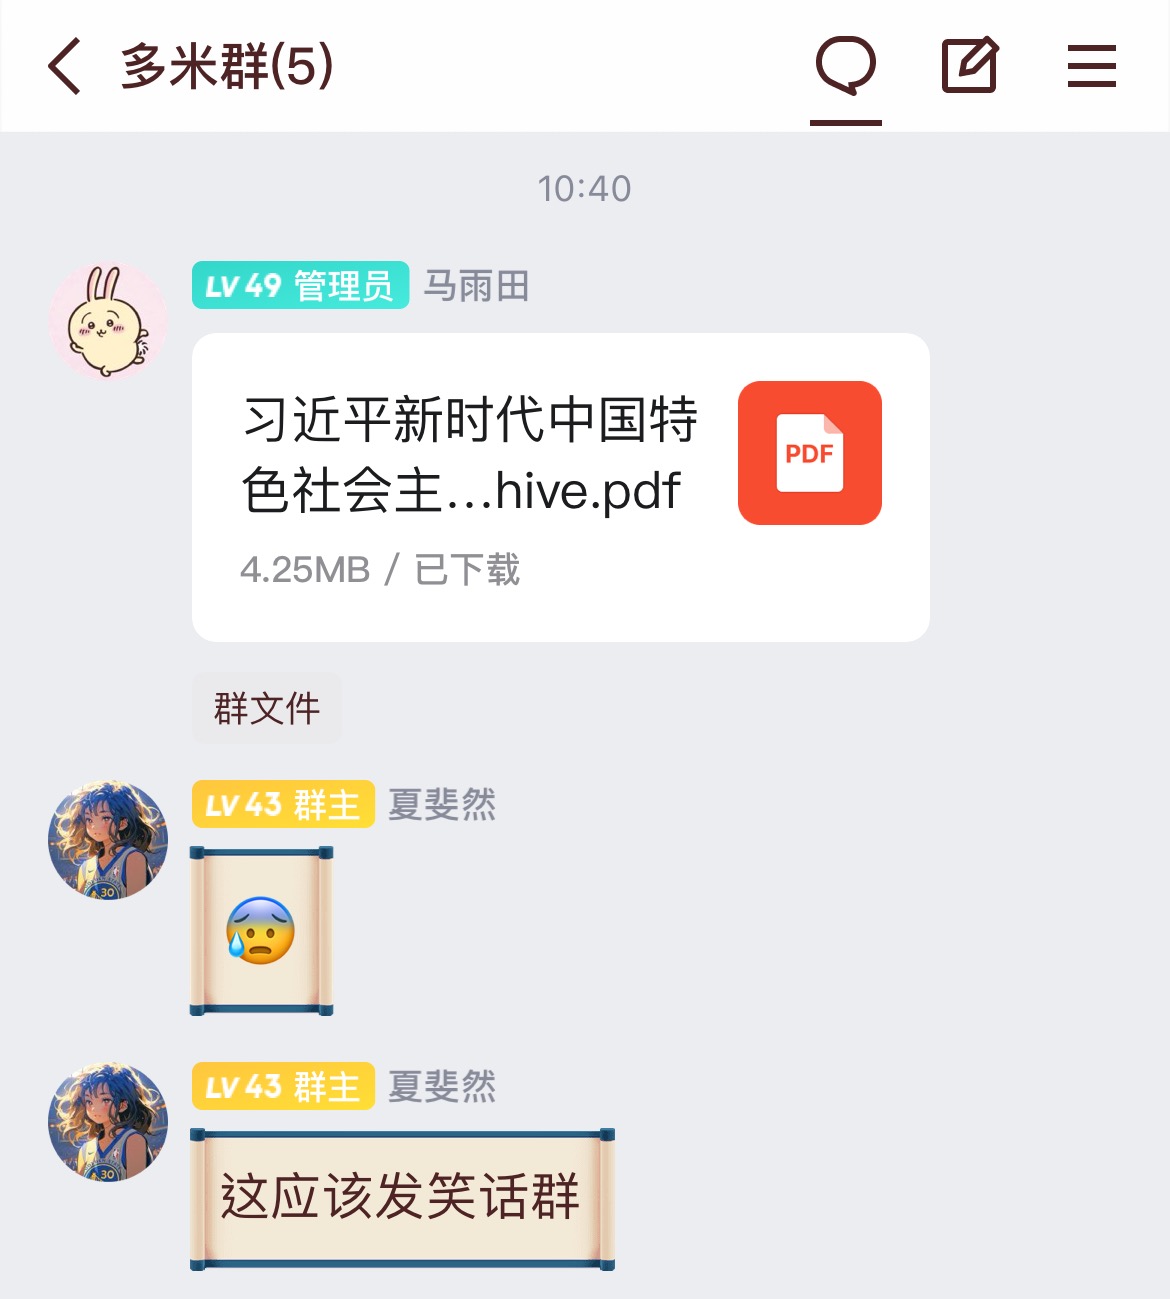 多米群(5)
10:40
LV 49 管理员 马雨田
习近平新时代中国特
色社会主...hive.pdf
PDF
4.25MB / 已下载
群文件
LV 43 群主 夏斐然
30
LV 43 群主 夏斐然
30
这应该发笑话群